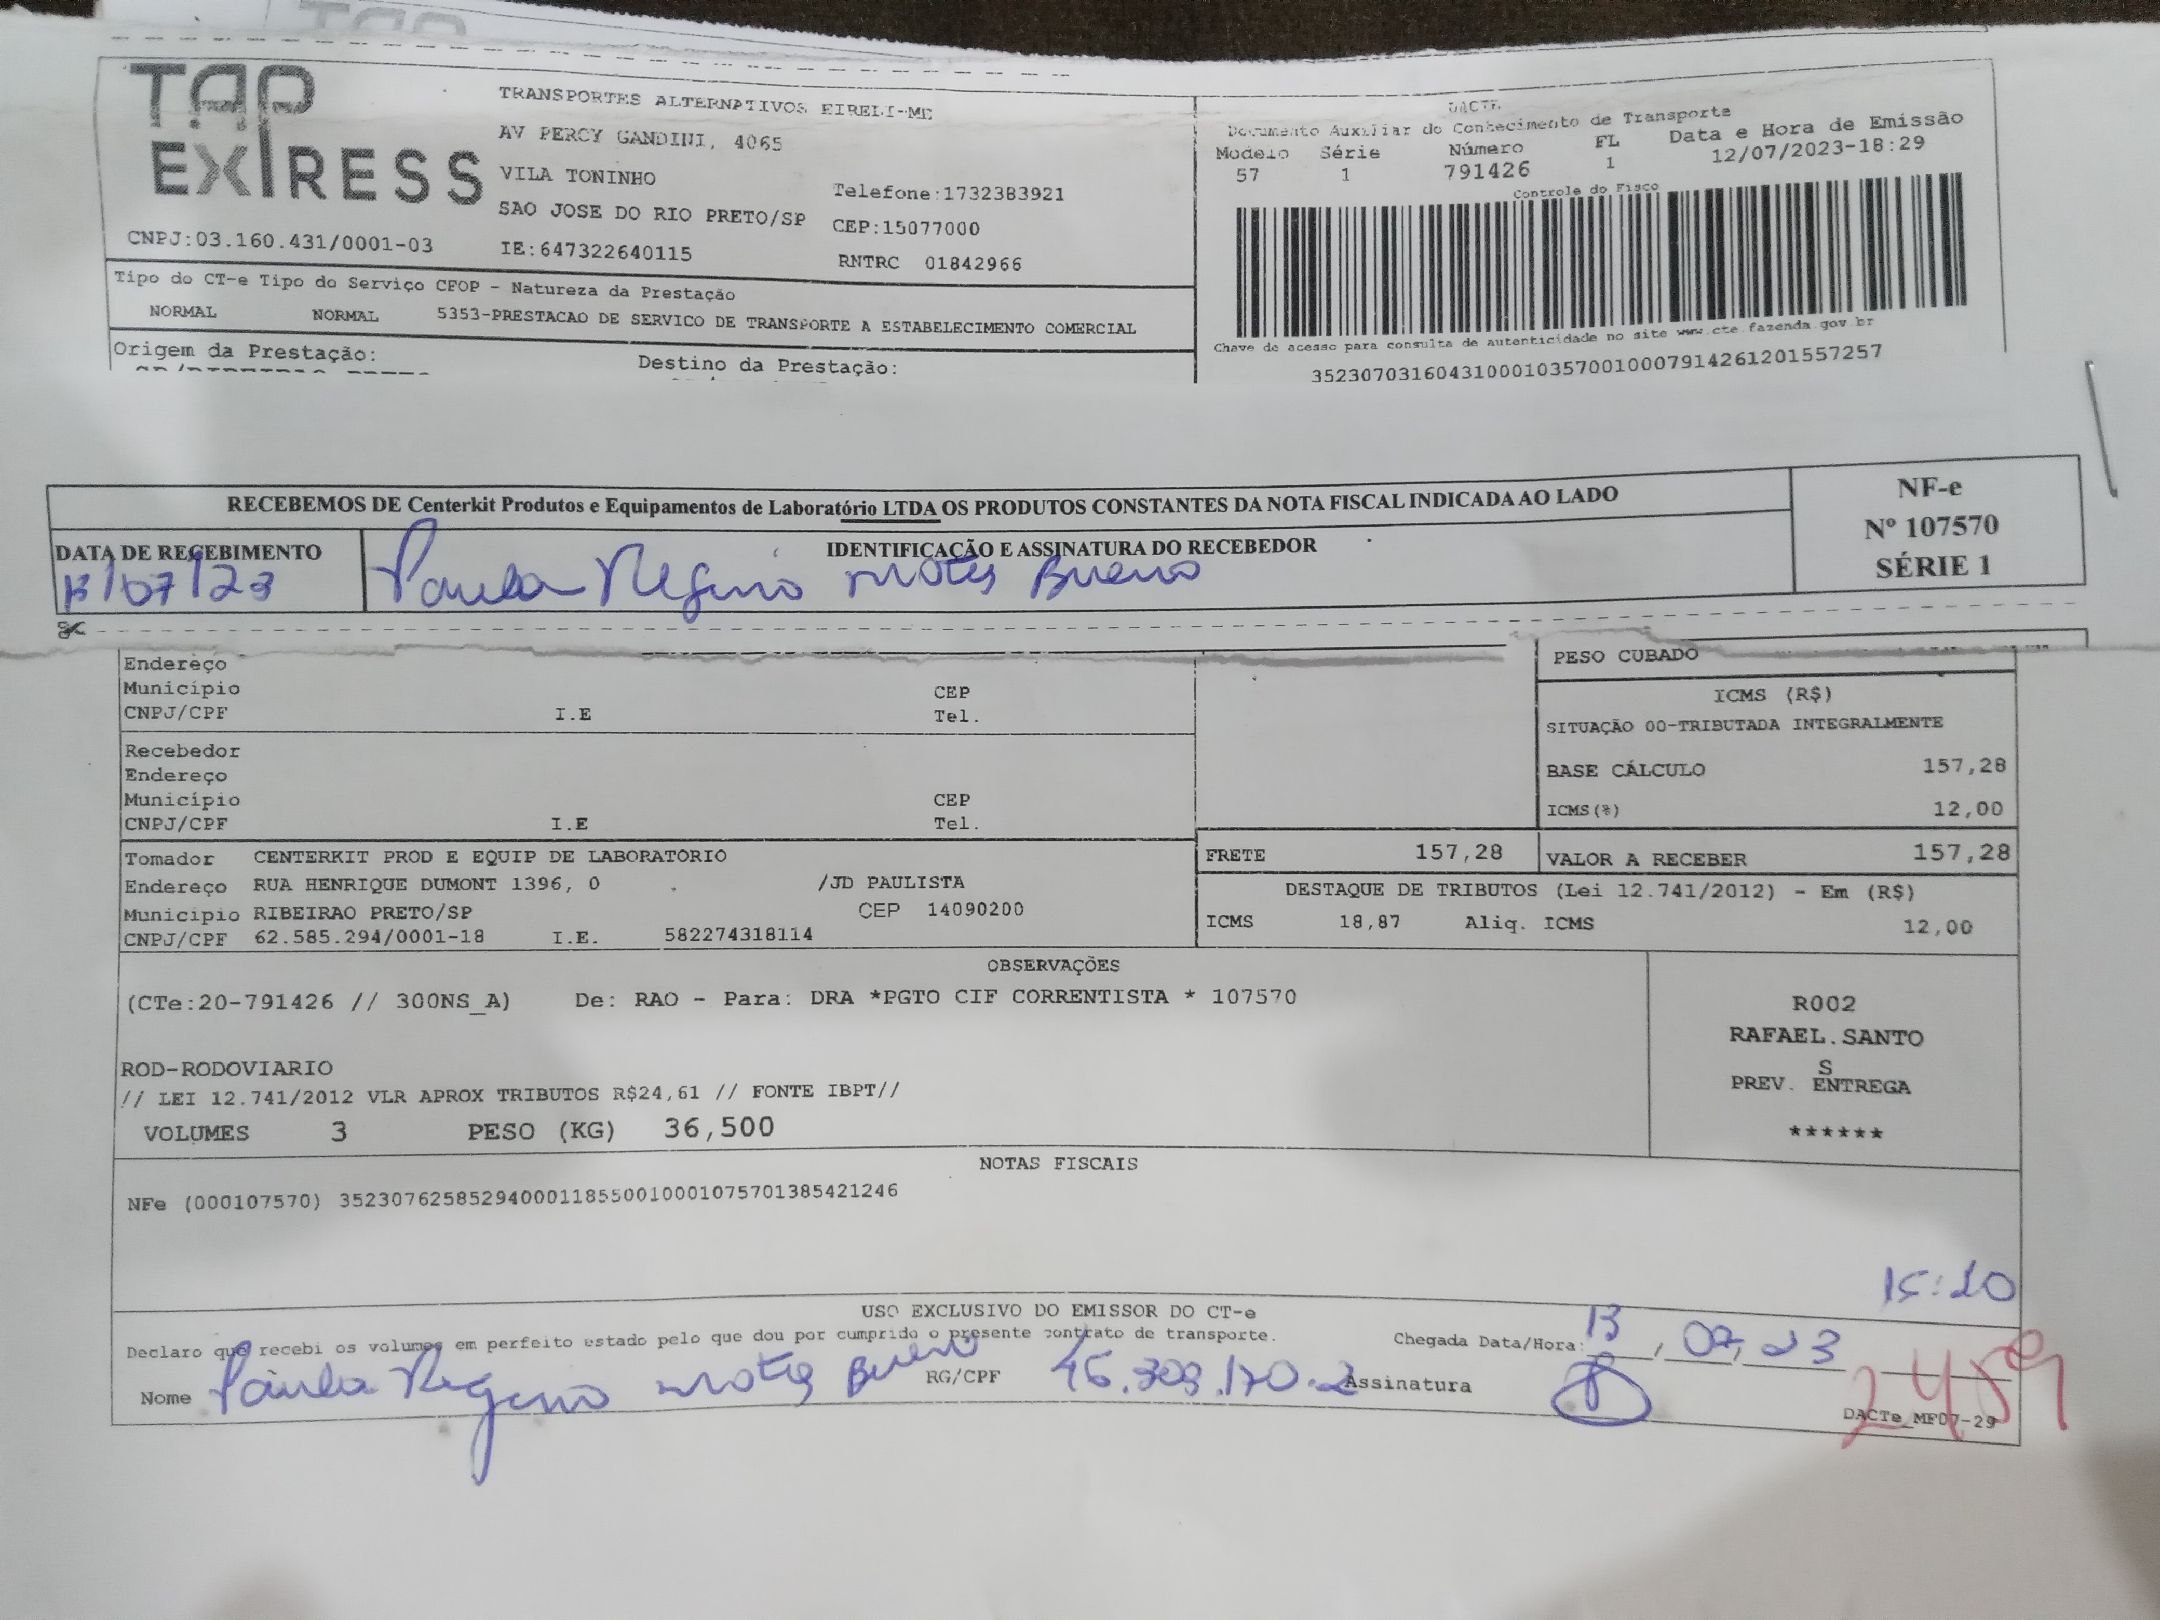 TAP
EXPRESS
CNPJ:03.160.431/0001-03
TRANSPORTES ALTERNATIVOS EIRELI-ME
AV PERCY GANDINI, 4065
VILA TONINHO
SAO JOSE DO RIO PRETO/SP
IE:647322640115
Telefone:1732383921
CEP:15077000
RNTRC 01842966
DACTE
Documento Auxiliar do Conhecimento de Transporte
Modelo Série Número FL Data e Hora de Emissão
57 1 791426 1 12/07/2023-18:29
Controle do Fisco
Chave de acesso para consulta de autenticidade no site www.cte.fazenda.gov.br
35230703160431000103570010007914261201557257
Tipo do CT-e Tipo do Serviço CFOP - Natureza da Prestação
NORMAL NORMAL 5353-PRESTACAO DE SERVICO DE TRANSPORTE A ESTABELECIMENTO COMERCIAL
Origem da Prestação: Destino da Prestação:
RECEBEMOS DE Centerkit Produtos e Equipamentos de Laboratório LTDA OS PRODUTOS CONSTANTES DA NOTA FISCAL INDICADA AO LADO
NF-e
Nº 107570
SÉRIE 1
DATA DE RECEBIMENTO
13/07/23
IDENTIFICAÇÃO E ASSINATURA DO RECEBEDOR
Paula Regina Bueno
Endereço
Município CEP
CNPJ/CPF I.E Tel.
Recebedor
Endereço
Município CEP
CNPJ/CPF I.E Tel.
PESO CUBADO
ICMS (R$)
SITUAÇÃO 00-TRIBUTADA INTEGRALMENTE
BASE CÁLCULO 157,28
ICMS(%) 12,00
Tomador CENTERKIT PROD E EQUIP DE LABORATORIO
Endereço RUA HENRIQUE DUMONT 1396, 0 /JD PAULISTA
Município RIBEIRAO PRETO/SP CEP 14090200
CNPJ/CPF 62.585.294/0001-18 I.E. 582274318114
FRETE 157,28 VALOR A RECEBER 157,28
DESTAQUE DE TRIBUTOS (Lei 12.741/2012) - Em (R$)
ICMS 18,87 Aliq. ICMS 12,00
OBSERVAÇÕES
(CTe:20-791426 // 300NS_A) De: RAO - Para: DRA *PGTO CIF CORRENTISTA * 107570
ROD-RODOVIARIO
// LEI 12.741/2012 VLR APROX TRIBUTOS R$24,61 // FONTE IBPT//
VOLUMES 3 PESO (KG) 36,500
R002
RAFAEL.SANTO
S
PREV. ENTREGA
******
NOTAS FISCAIS
NFe (000107570) 35230762585294000118550010001075701385421246
15:20
USO EXCLUSIVO DO EMISSOR DO CT-e
Declaro que recebi os volumes em perfeito estado pelo que dou por cumprido o presente contrato de transporte.
Chegada Data/Hora: 13, 07, 23
Nome Paula Regina Bueno RG/CPF Assinatura
DACTe_MF07-29